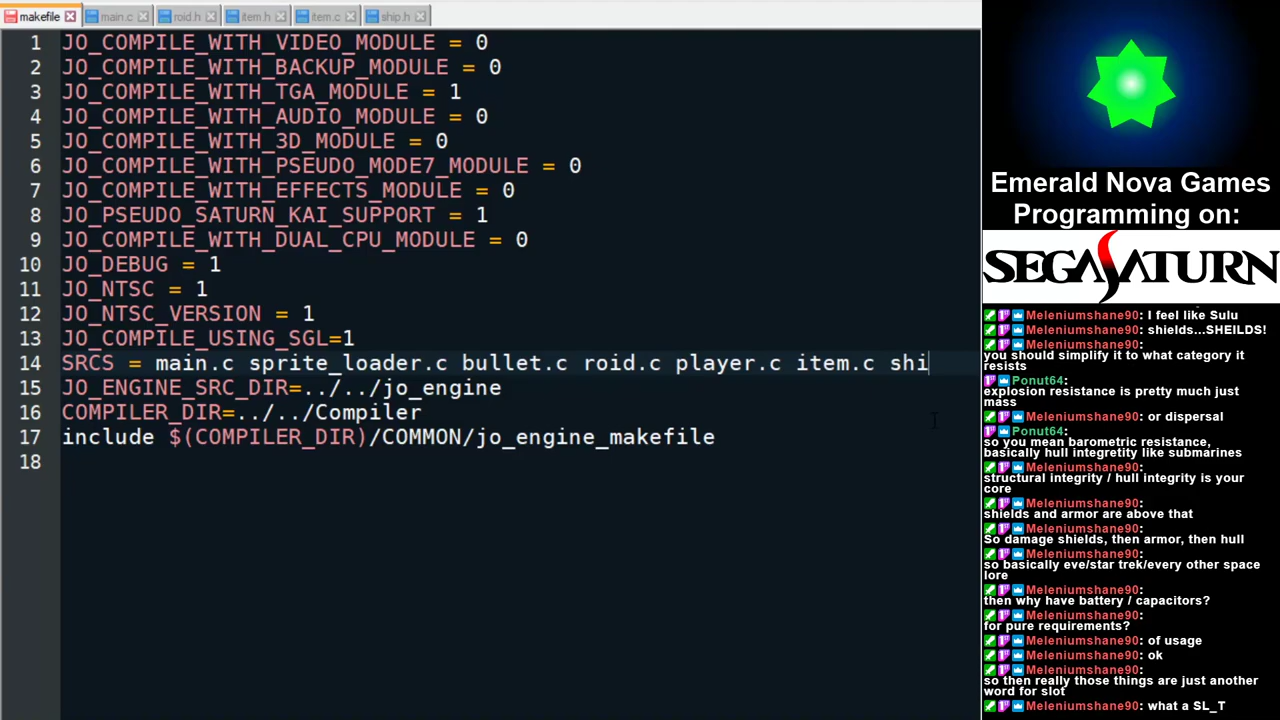 makefile main.c roid.h item.h item.c ship.h
1 JO_COMPILE_WITH_VIDEO_MODULE = 0
2 JO_COMPILE_WITH_BACKUP_MODULE = 0
3 JO_COMPILE_WITH_TGA_MODULE = 1
4 JO_COMPILE_WITH_AUDIO_MODULE = 0
5 JO_COMPILE_WITH_3D_MODULE = 0
6 JO_COMPILE_WITH_PSEUDO_MODE7_MODULE = 0
7 JO_COMPILE_WITH_EFFECTS_MODULE = 0
8 JO_PSEUDO_SATURN_KAI_SUPPORT = 1
9 JO_COMPILE_WITH_DUAL_CPU_MODULE = 0
10 JO_DEBUG = 1
11 JO_NTSC = 1
12 JO_NTSC_VERSION = 1
13 JO_COMPILE_USING_SGL=1
14 SRCS = main.c sprite_loader.c bullet.c roid.c player.c item.c shi
15 JO_ENGINE_SRC_DIR=../../jo_engine
16 COMPILER_DIR=../../Compiler
17 include $(COMPILER_DIR)/COMMON/jo_engine_makefile
18
Emerald Nova Games
Programming on:
SEGA SATURN
Meleniumshane90: I feel like Sulu
Meleniumshane90: shields...SHEILDS!
Meleniumshane90:
you should simplify it to what category it
resists
Ponut64:
explosion resistance is pretty much just
mass
Meleniumshane90: or dispersal
Ponut64:
so you mean barometric resistance,
basically hull integretity like submarines
Meleniumshane90:
structural integrity / hull integrity is your
core
Meleniumshane90:
shields and armor are above that
Meleniumshane90:
So damage shields, then armor, then hull
Meleniumshane90:
so basically eve/star trek/every other space
lore
Meleniumshane90:
then why have battery / capacitors?
Meleniumshane90:
for pure requirements?
Meleniumshane90: of usage
Meleniumshane90: ok
Meleniumshane90:
so then really those things are just another
word for slot
Meleniumshane90: what a SL_T